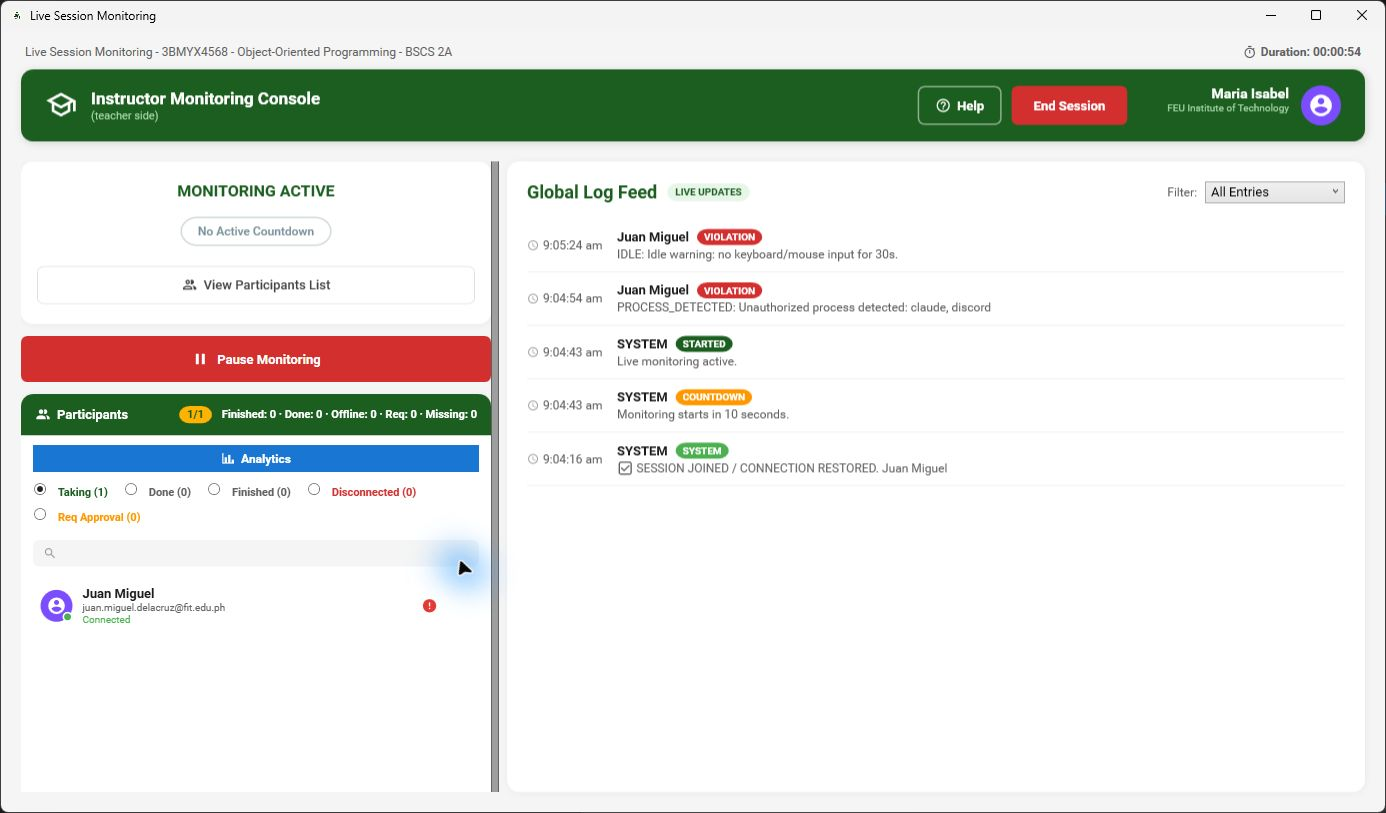 Live Session Monitoring
Live Session Monitoring - 3BMYX4568 - Object-Oriented Programming - BSCS 2A
Duration: 00:00:54
Instructor Monitoring Console
(teacher side)
Help
End Session
Maria Isabel
FEU Institute of Technology
MONITORING ACTIVE
No Active Countdown
View Participants List
Pause Monitoring
Participants
1/1
Finished: 0 · Done: 0 · Offline: 0 · Req: 0 · Missing: 0
Analytics
Taking (1)
Done (0)
Finished (0)
Disconnected (0)
Req Approval (0)
Juan Miguel
juan.miguel.delacruz@fit.edu.ph
Connected
Global Log Feed
LIVE UPDATES
Filter:
All Entries
9:05:24 am
Juan Miguel VIOLATION
IDLE: Idle warning: no keyboard/mouse input for 30s.
9:04:54 am
Juan Miguel VIOLATION
PROCESS_DETECTED: Unauthorized process detected: claude, discord
9:04:43 am
SYSTEM STARTED
Live monitoring active.
9:04:43 am
SYSTEM COUNTDOWN
Monitoring starts in 10 seconds.
9:04:16 am
SYSTEM SYSTEM
SESSION JOINED / CONNECTION RESTORED. Juan Miguel